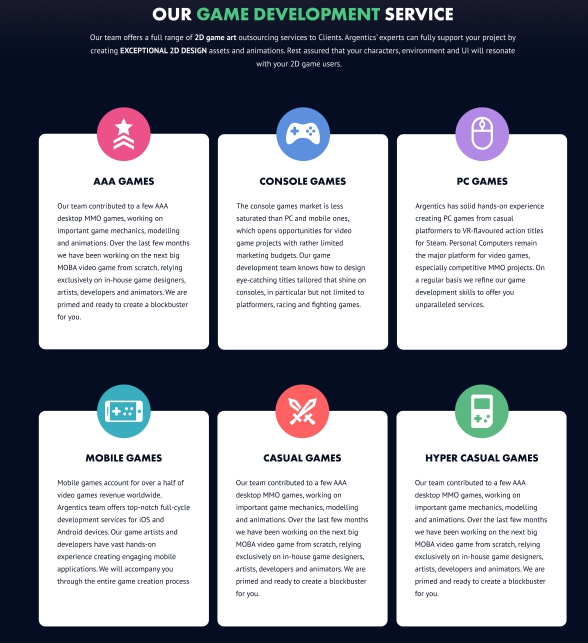 OUR GAME DEVELOPMENT SERVICE
Our team offers a full range of 2D game art outsourcing services to Clients. Argentics' experts can fully support your project by
creating EXCEPTIONAL 2D DESIGN assets and animations. Rest assured that your characters, environment and UI will resonate
with your 2D game users.
AAA GAMES
Our team contributed to a few AAA
desktop MMO games, working on
important game mechanics, modelling
and animations. Over the last few months
we have been working on the next big
MOBA video game from scratch, relying
exclusively on in-house game designers,
artists, developers and animators. We are
primed and ready to create a blockbuster
for you.
CONSOLE GAMES
The console games market is less
saturated than PC and mobile ones,
which opens opportunities for video
game projects with rather limited
marketing budgets. Our game
development team knows how to design
eye-catching titles tailored that shine on
consoles, in particular but not limited to
platformers, racing and fighting games.
PC GAMES
Argentics has solid hands-on experience
creating PC games from casual
platformers to VR-flavoured action titles
for Steam. Personal Computers remain
the major platform for video games,
especially competitive MMO projects. On
a regular basis we refine our game
development skills to offer you
unparalleled services.
MOBILE GAMES
Mobile games account for over a half of
video games revenue worldwide.
Argentics team offers top-notch full-cycle
development services for iOS and
Android devices. Our game artists and
developers have vast hands-on
experience creating engaging mobile
applications. We will accompany you
through the entire game creation process
CASUAL GAMES
Our team contributed to a few AAA
desktop MMO games, working on
important game mechanics, modelling
and animations. Over the last few months
we have been working on the next big
MOBA video game from scratch, relying
exclusively on in-house game designers,
artists, developers and animators. We are
primed and ready to create a blockbuster
for you.
HYPER CASUAL GAMES
Our team contributed to a few AAA
desktop MMO games, working on
important game mechanics, modelling
and animations. Over the last few months
we have been working on the next big
MOBA video game from scratch, relying
exclusively on in-house game designers,
artists, developers and animators. We are
primed and ready to create a blockbuster
for you.